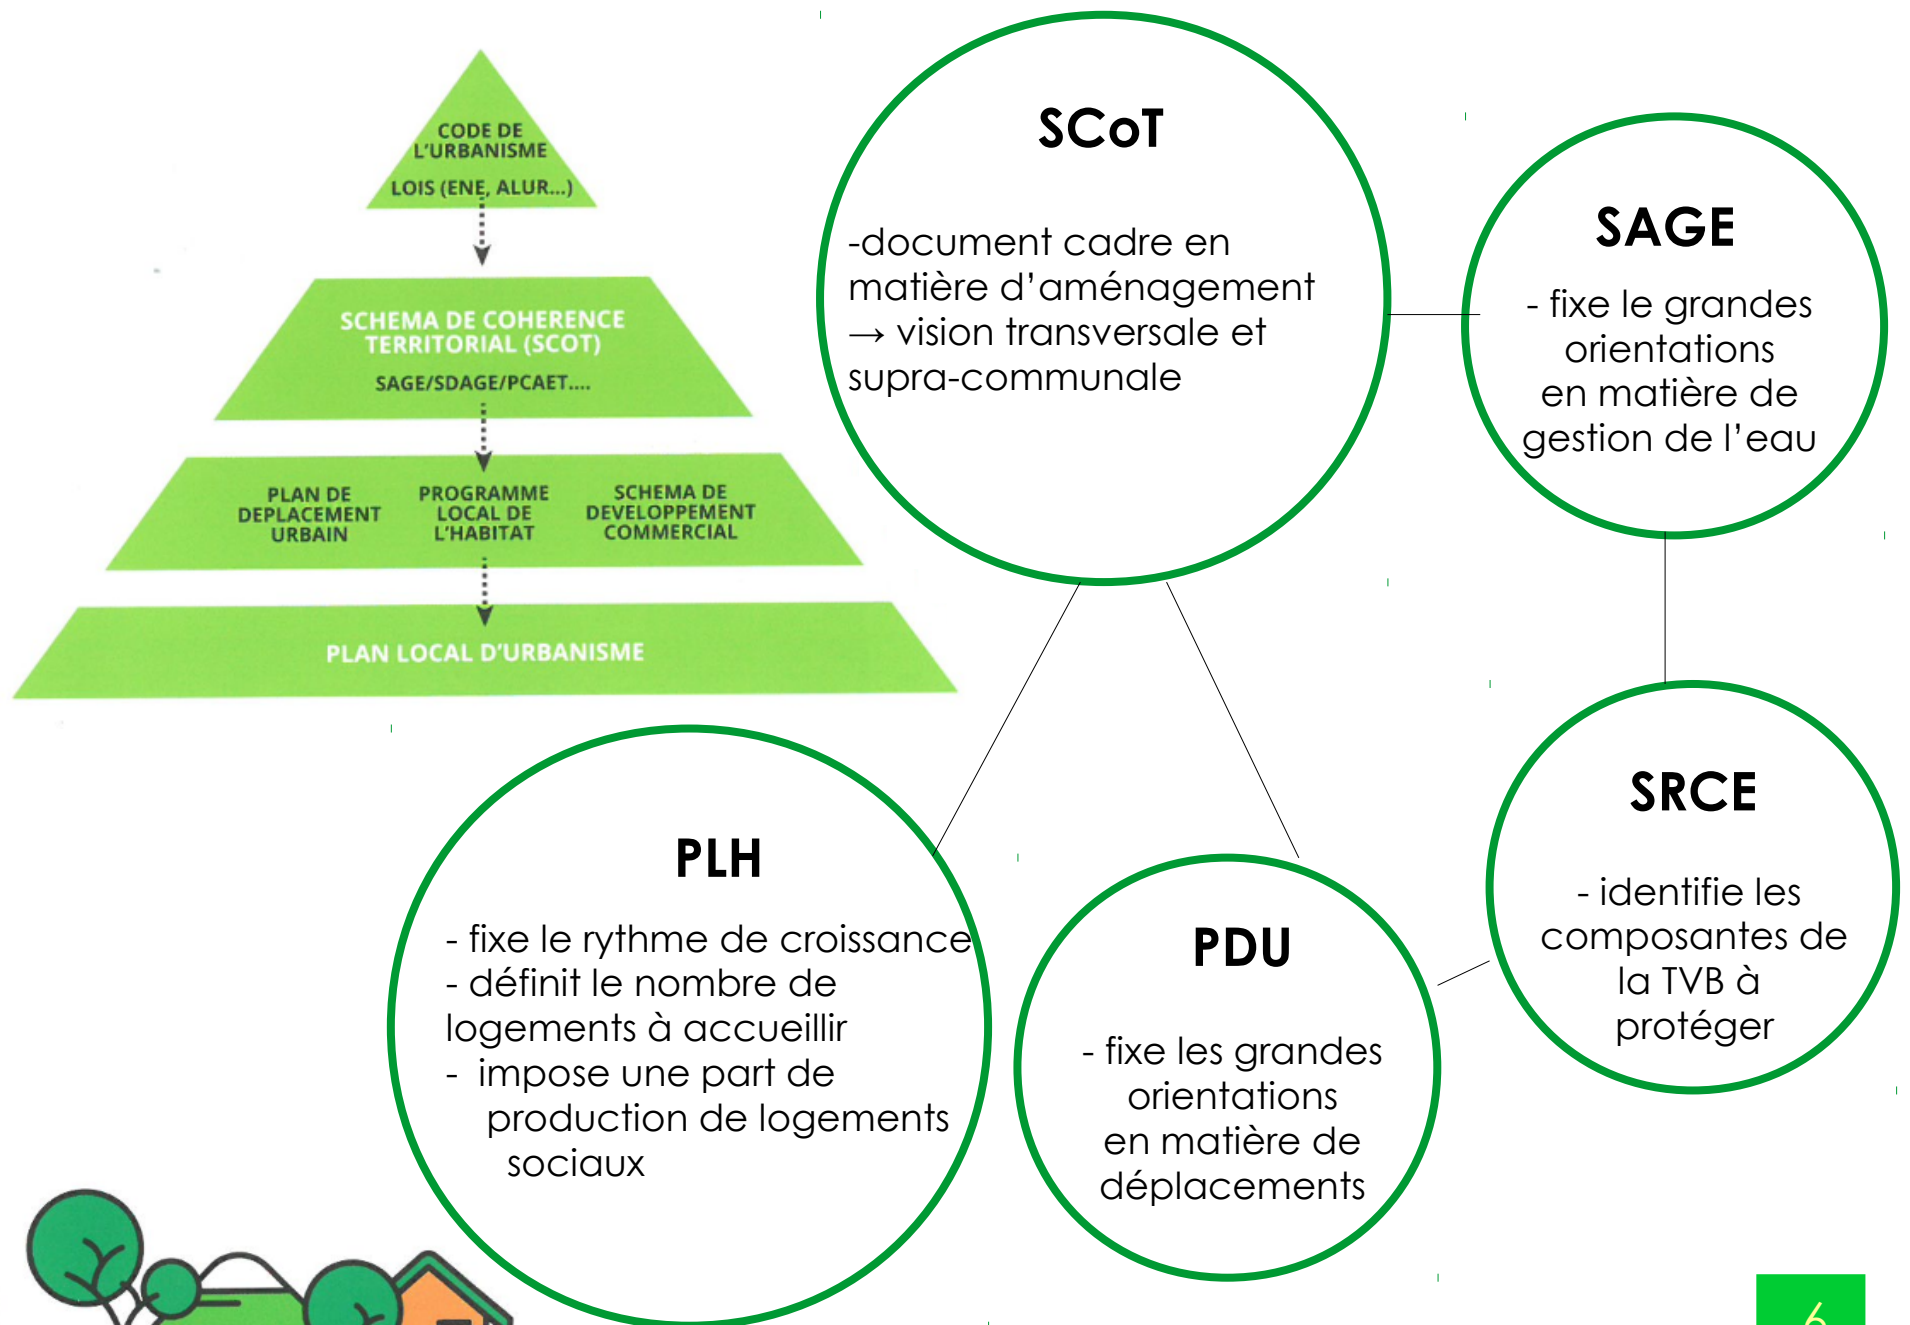 CODE DE
L'URBANISME
LOIS (ENE, ALUR...)
SCHEMA DE COHERENCE
TERRITORIAL (SCOT)
SAGE/SDAGE/PCAET....
PLAN DE
DEPLACEMENT
URBAIN
PROGRAMME
LOCAL DE
L'HABITAT
SCHEMA DE
DEVELOPPEMENT
COMMERCIAL
PLAN LOCAL D'URBANISME
SCoT
-document cadre en
matière d’aménagement
→ vision transversale et
supra-communale
SAGE
- fixe le grandes
orientations
en matière de
gestion de l’eau
SRCE
- identifie les
composantes de
la TVB à
protéger
PLH
- fixe le rythme de croissance
- définit le nombre de
logements à accueillir
- impose une part de
production de logements
sociaux
PDU
- fixe les grandes
orientations
en matière de
déplacements
6